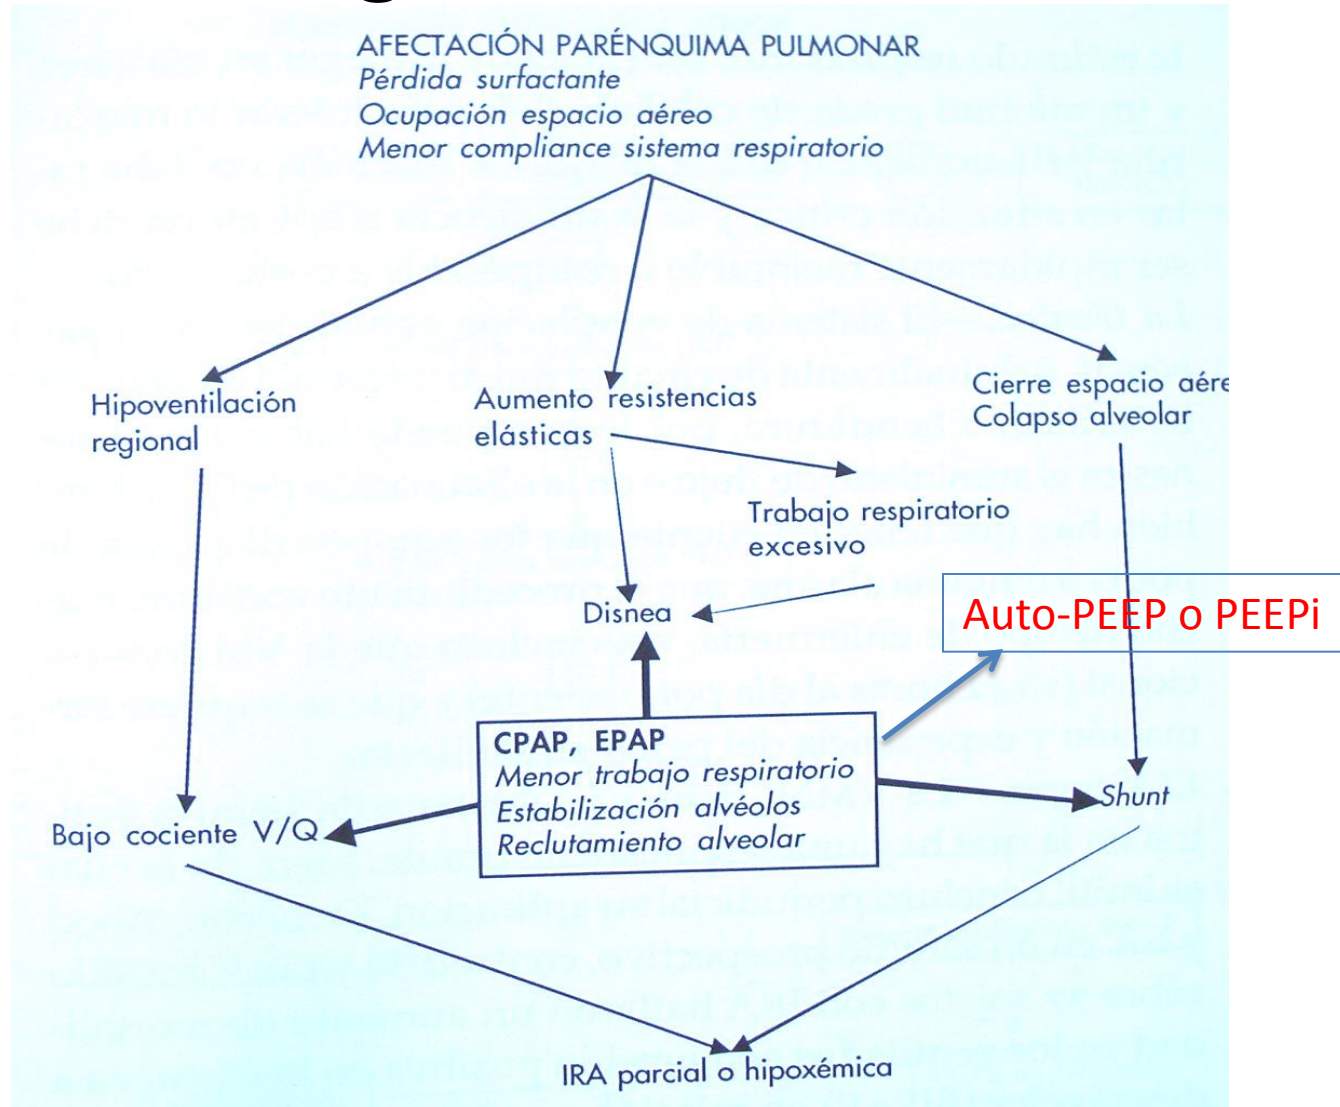 AFECTACIÓN PARÉNQUIMA PULMONAR
Pérdida surfactante
Ocupación espacio aéreo
Menor compliance sistema respiratorio
Hipoventilación
regional
Aumento resistencias
elásticas
Cierre espacio aére
Colapso alveolar
Trabajo respiratorio
excesivo
Disnea
Auto-PEEP o PEEPi
CPAP, EPAP
Menor trabajo respiratorio
Estabilización alvéolos
Reclutamiento alveolar
Bajo cociente V/Q
Shunt
IRA parcial o hipoxémica